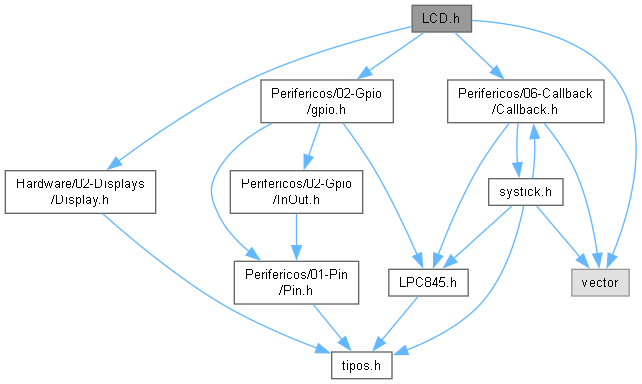 LCD.h
Perifericos/02-Gpio
/gpio.h
Perifericos/06-Callback
/Callback.h
Hardware/02-Displays
/Display.h
Perifericos/02-Gpio
/InOut.h
systick.h
Perifericos/01-Pin
/Pin.h
LPC845.h
vector
tipos.h